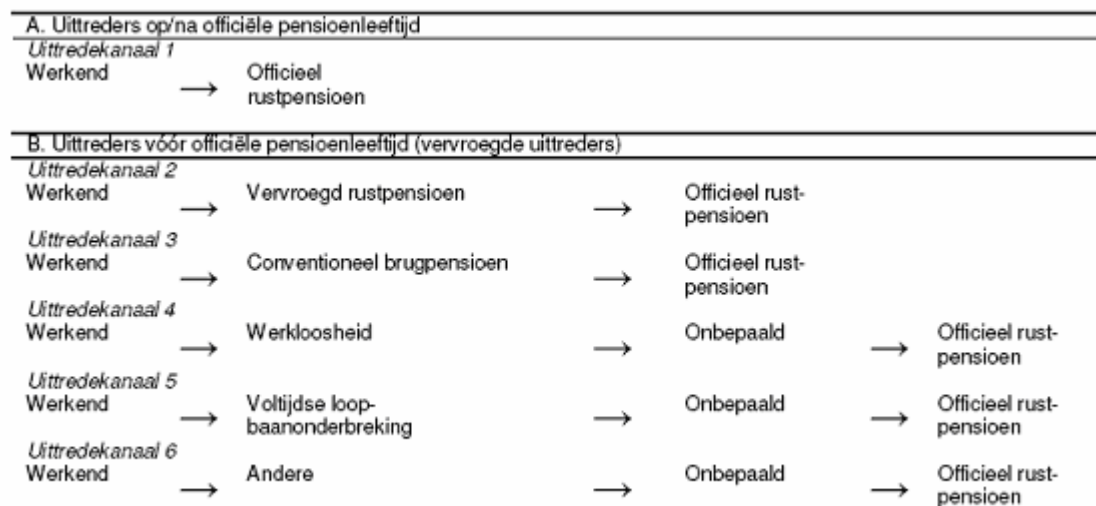 A. Uittreders op/na officiële pensioenleeftijd
Uittredekanaal 1
Werkend → Officieel
rustpensioen
B. Uittreders vóór officiële pensioenleeftijd (vervroegde uittreders)
Uittredekanaal 2
Werkend → Vervroegd rustpensioen → Officieel rust-
pensioen
Uittredekanaal 3
Werkend → Conventioneel brugpensioen → Officieel rust-
pensioen
Uittredekanaal 4
Werkend → Werkloosheid → Onbepaald → Officieel rust-
pensioen
Uittredekanaal 5
Werkend → Voltijdse loop- → Onbepaald → Officieel rust-
baanonderbreking pensioen
Uittredekanaal 6
Werkend → Andere → Onbepaald → Officieel rust-
pensioen